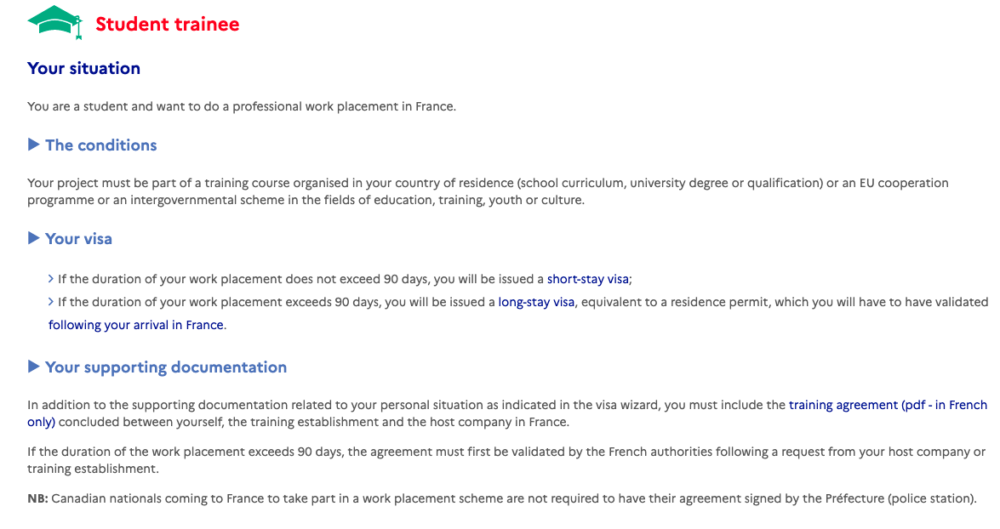 Student trainee
Your situation
You are a student and want to do a professional work placement in France.
The conditions
Your project must be part of a training course organised in your country of residence (school curriculum, university degree or qualification) or an EU cooperation
programme or an intergovernmental scheme in the fields of education, training, youth or culture.
Your visa
If the duration of your work placement does not exceed 90 days, you will be issued a short-stay visa;
If the duration of your work placement exceeds 90 days, you will be issued a long-stay visa, equivalent to a residence permit, which you will have to have validated
following your arrival in France.
Your supporting documentation
In addition to the supporting documentation related to your personal situation as indicated in the visa wizard, you must include the training agreement (pdf - in French
only) concluded between yourself, the training establishment and the host company in France.
If the duration of the work placement exceeds 90 days, the agreement must first be validated by the French authorities following a request from your host company or
training establishment.
NB: Canadian nationals coming to France to take part in a work placement scheme are not required to have their agreement signed by the Préfecture (police station).